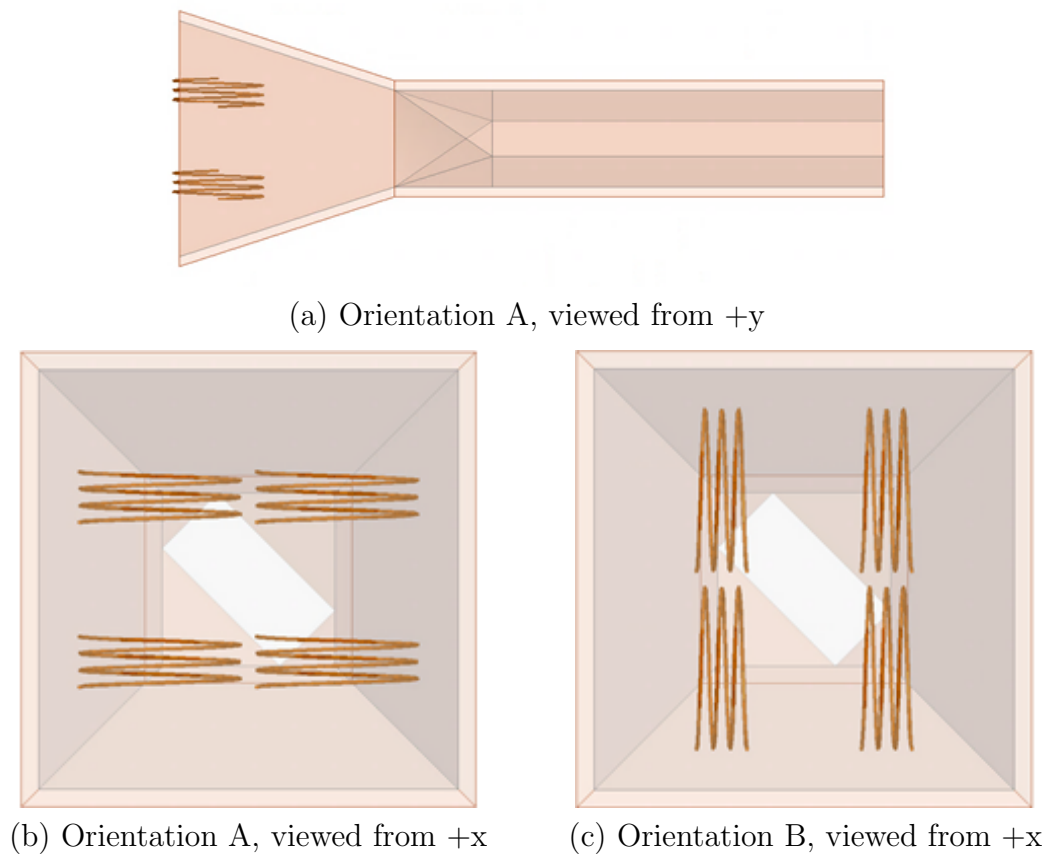 (a) Orientation A, viewed from +y
(b) Orientation A, viewed from +x
(c) Orientation B, viewed from +x